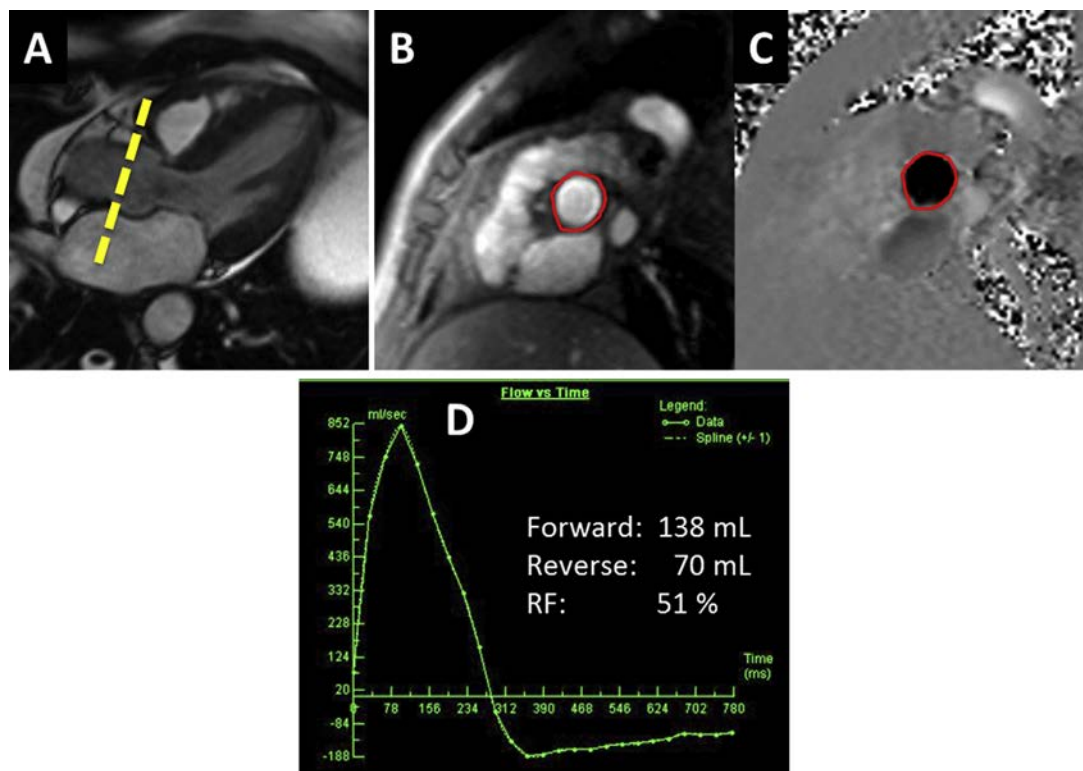 A
B
C
Flow vs Time
ml/sec
D
Legend:
Data
Spline (+/- 1)
852
748
644
540
436
332
228
124
20
-84
-188
Forward: 138 mL
Reverse: 70 mL
RF: 51 %
Time
(ms)
0 78 156 234 312 390 468 546 624 702 780